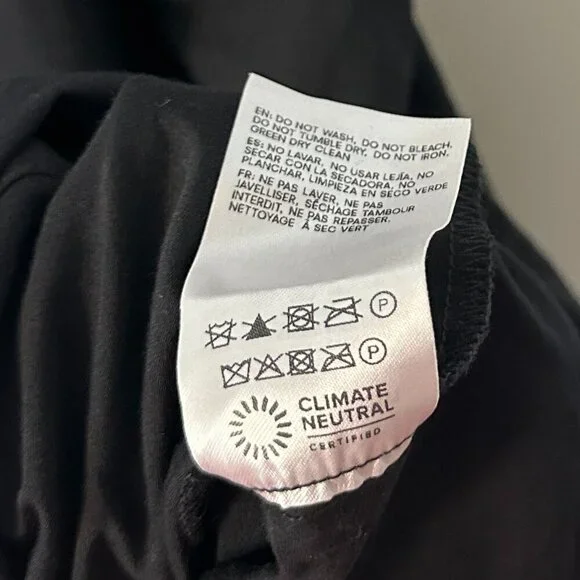 EN: DO NOT WASH, DO NOT BLEACH,
DO NOT TUMBLE DRY, DO NOT IRON,
GREEN DRY CLEAN
ES: NO LAVAR, NO USAR LEJÍA, NO
SECAR CON LA SECADORA, NO
PLANCHAR, LIMPIEZA EN SECO VERDE
FR: NE PAS LAVER, NE PAS
JAVELLISER, SÉCHAGE TAMBOUR
INTERDIT, NE PAS REPASSER,
NETTOYAGE À SEC VERT
P
P
CLIMATE
NEUTRAL
CERTIFIED